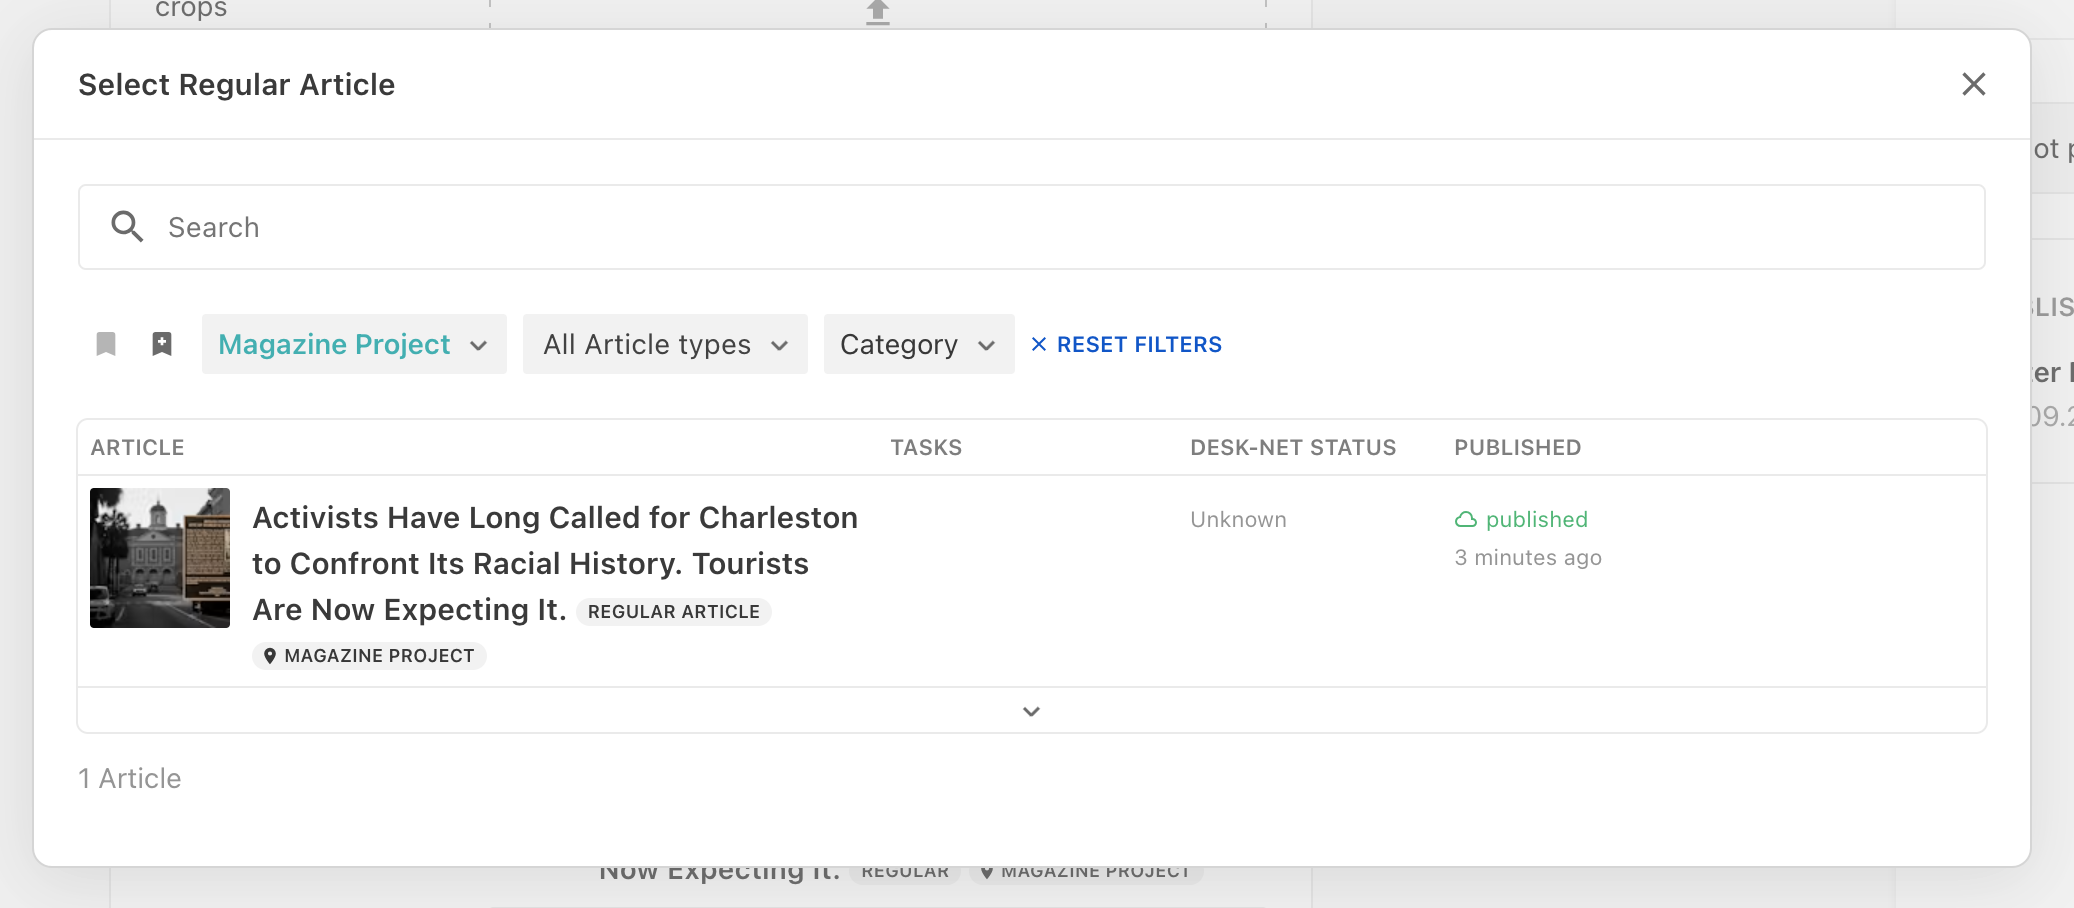 crops
Select Regular Article
Search
Magazine Project
All Article types
Category
RESET FILTERS
ARTICLE
TASKS
DESK-NET STATUS
PUBLISHED
Activists Have Long Called for Charleston
to Confront Its Racial History. Tourists
Are Now Expecting It. REGULAR ARTICLE
MAGAZINE PROJECT
Unknown
published
3 minutes ago
1 Article
Now Expecting It. REGULAR MAGAZINE PROJECT